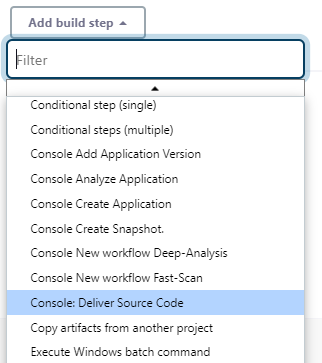 Add build step
Filter
Conditional step (single)
Conditional steps (multiple)
Console Add Application Version
Console Analyze Application
Console Create Application
Console Create Snapshot.
Console New workflow Deep-Analysis
Console New workflow Fast-Scan
Console: Deliver Source Code
Copy artifacts from another project
Execute Windows batch command